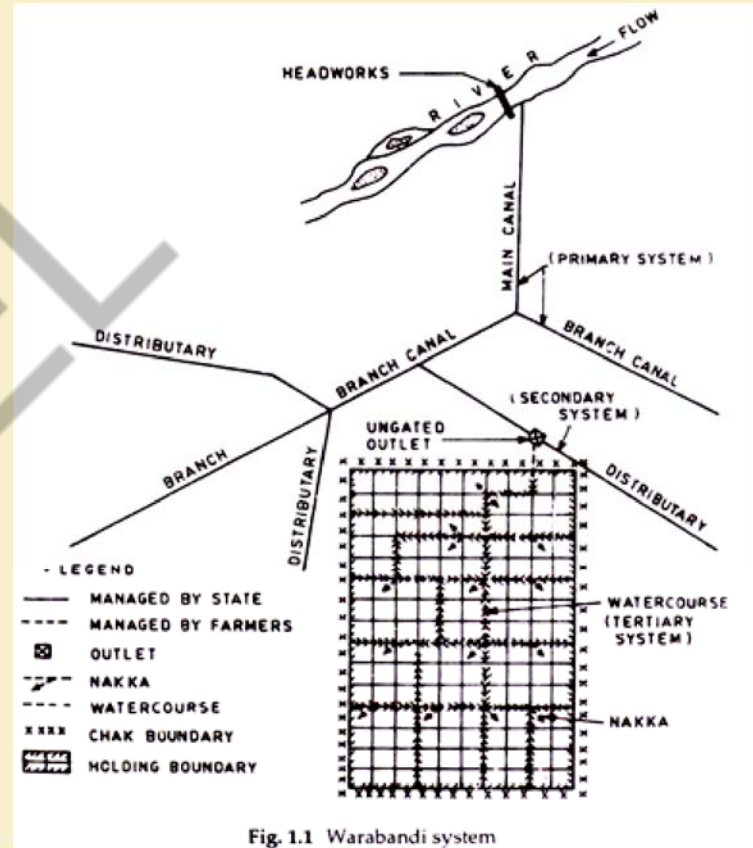 FLOW
HEADWORKS
RIVER
MAIN CANAL
(PRIMARY SYSTEM)
DISTRIBUTARY
BRANCH CANAL
BRANCH CANAL
(SECONDARY
SYSTEM)
UNGATED
OUTLET
BRANCH
DISTRIBUTARY
DISTRIBUTARY
- LEGEND
MANAGED BY STATE
MANAGED BY FARMERS
OUTLET
NAKKA
WATERCOURSE
CHAK BOUNDARY
HOLDING BOUNDARY
WATERCOURSE
(TERTIARY
SYSTEM)
NAKKA
Fig. 1.1 Warabandi system